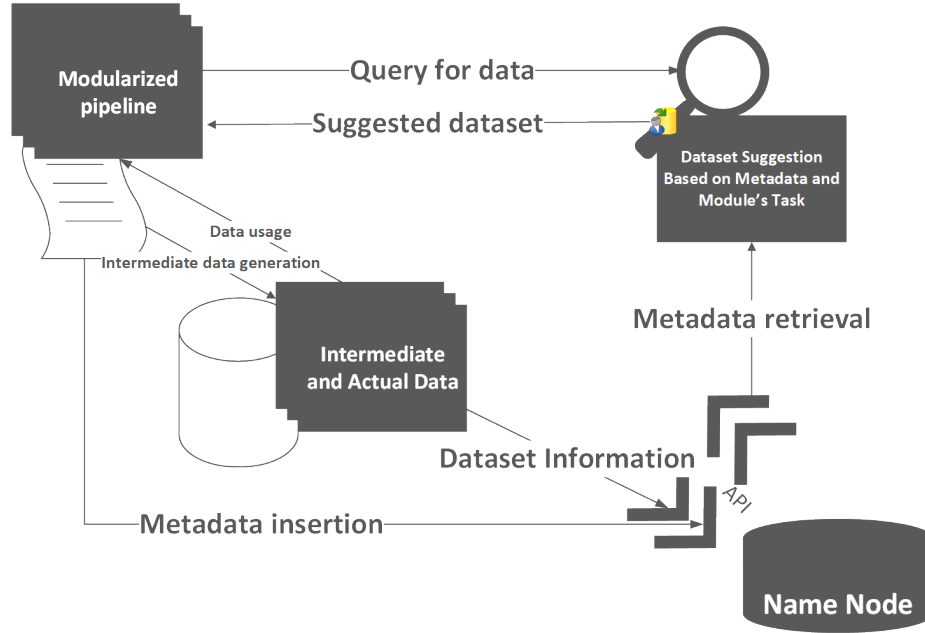 Modularized
pipeline
Query for data
Suggested dataset
Dataset Suggestion
Based on Metadata and
Module's Task
Data usage
Intermediate data generation
Metadata retrieval
Intermediate
and Actual Data
Dataset Information
API
Metadata insertion
Name Node